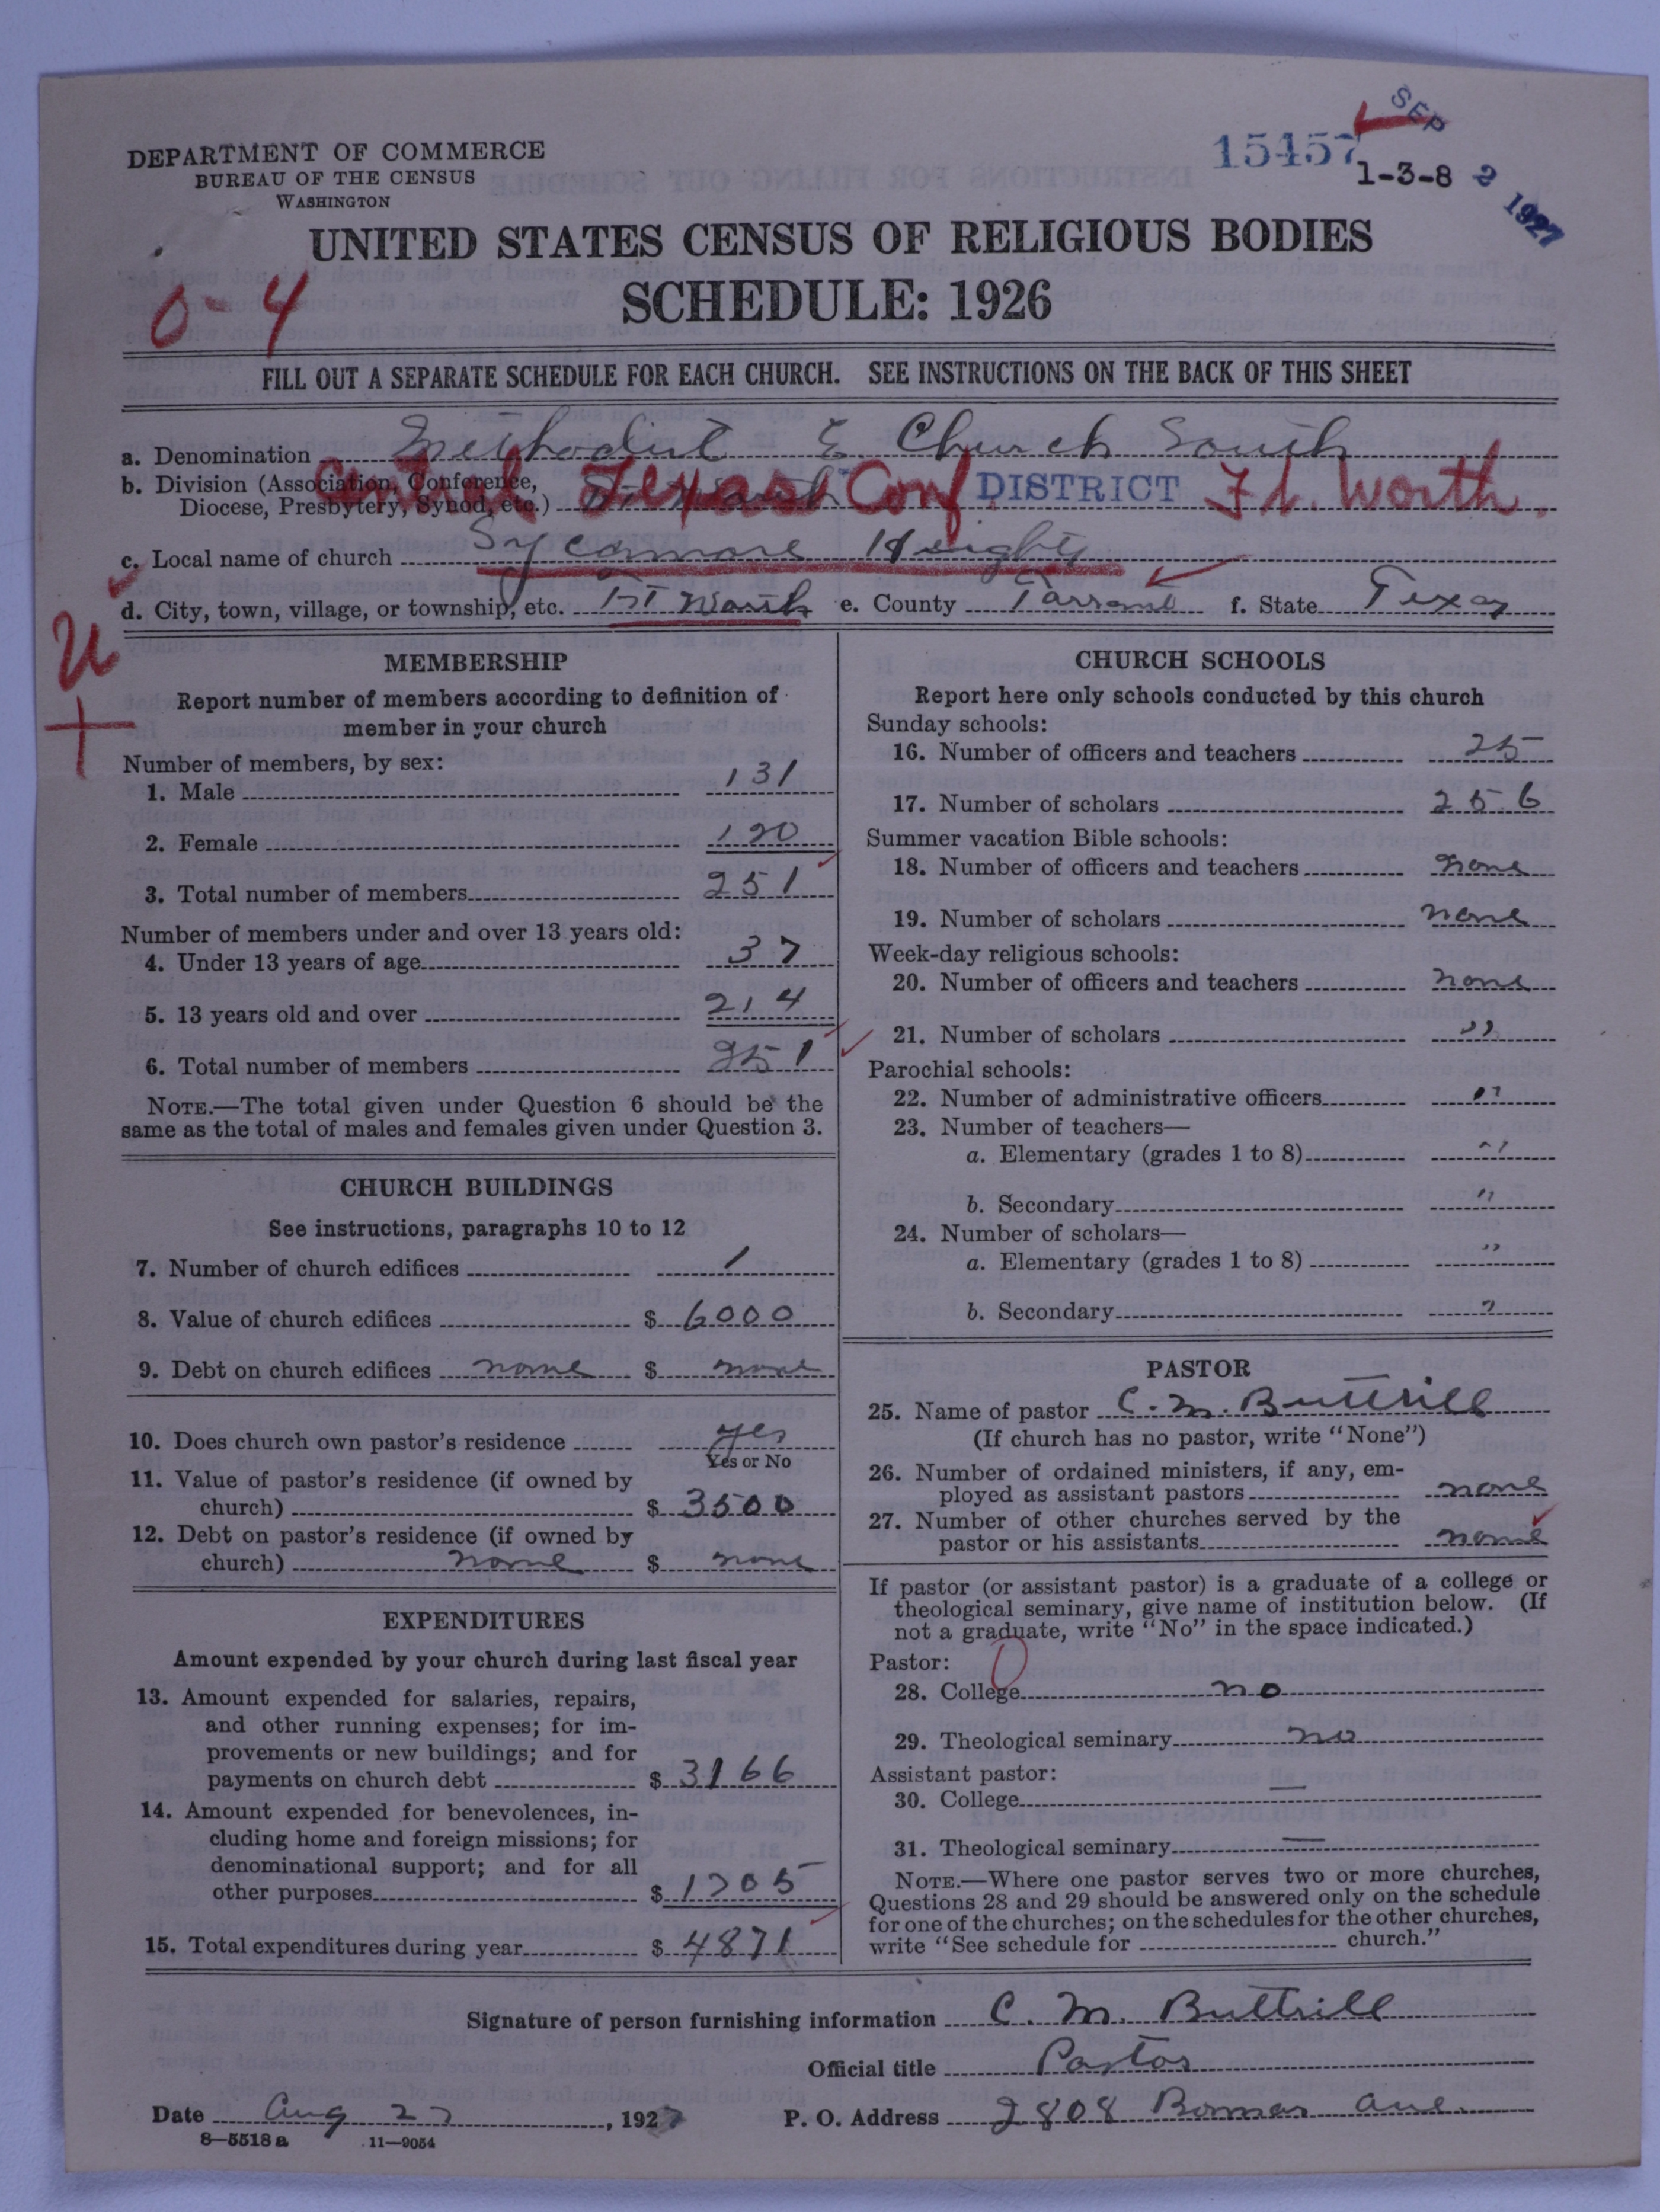 DEPARTMENT OF COMMERCE
BUREAU OF THE CENSUS
WASHINGTON
15457
SEP 2 1927
1-3-8
UNITED STATES CENSUS OF RELIGIOUS BODIES
SCHEDULE: 1926
0-4
FILL OUT A SEPARATE SCHEDULE FOR EACH CHURCH. SEE INSTRUCTIONS ON THE BACK OF THIS SHEET
a. Denomination Methodist E Church South
b. Division (Association, Conference, Diocese, Presbytery, Synod, etc.) Ft Worth Central Texas Conf DISTRICT Ft. Worth.
c. Local name of church Sycamore Heights
d. City, town, village, or township, etc. Ft Worth e. County Tarrant f. State Texas
MEMBERSHIP
Report number of members according to definition of
member in your church
Number of members, by sex:
1. Male 131
2. Female 120
3. Total number of members 251
Number of members under and over 13 years old:
4. Under 13 years of age 37
5. 13 years old and over 214
6. Total number of members 251
NOTE.—The total given under Question 6 should be the
same as the total of males and females given under Question 3.
CHURCH BUILDINGS
See instructions, paragraphs 10 to 12
7. Number of church edifices 1
8. Value of church edifices $ 6000
9. Debt on church edifices none $ none
10. Does church own pastor's residence yes
Yes or No
11. Value of pastor's residence (if owned by
church) $ 3500
12. Debt on pastor's residence (if owned by
church) none $ none
EXPENDITURES
Amount expended by your church during last fiscal year
13. Amount expended for salaries, repairs,
and other running expenses; for im-
provements or new buildings; and for
payments on church debt $ 3166
14. Amount expended for benevolences, in-
cluding home and foreign missions; for
denominational support; and for all
other purposes $ 1705
15. Total expenditures during year $ 4871
CHURCH SCHOOLS
Report here only schools conducted by this church
Sunday schools:
16. Number of officers and teachers 25
17. Number of scholars 256
Summer vacation Bible schools:
18. Number of officers and teachers none
19. Number of scholars none
Week-day religious schools:
20. Number of officers and teachers none
21. Number of scholars "
Parochial schools:
22. Number of administrative officers "
23. Number of teachers—
a. Elementary (grades 1 to 8) "
b. Secondary "
24. Number of scholars—
a. Elementary (grades 1 to 8) "
b. Secondary "
PASTOR
25. Name of pastor C. M. Buttrill
(If church has no pastor, write "None")
26. Number of ordained ministers, if any, em-
ployed as assistant pastors none
27. Number of other churches served by the
pastor or his assistants none
If pastor (or assistant pastor) is a graduate of a college or
theological seminary, give name of institution below. (If
not a graduate, write "No" in the space indicated.)
Pastor: 0
28. College no
29. Theological seminary no
Assistant pastor:
30. College —
31. Theological seminary —
NOTE.—Where one pastor serves two or more churches,
Questions 28 and 29 should be answered only on the schedule
for one of the churches; on the schedules for the other churches,
write "See schedule for church."
Signature of person furnishing information C. M. Buttrill
Official title Pastor
Date Aug 27, 1927 P. O. Address 2808 Bomar ave.
8—5518a 11—9054